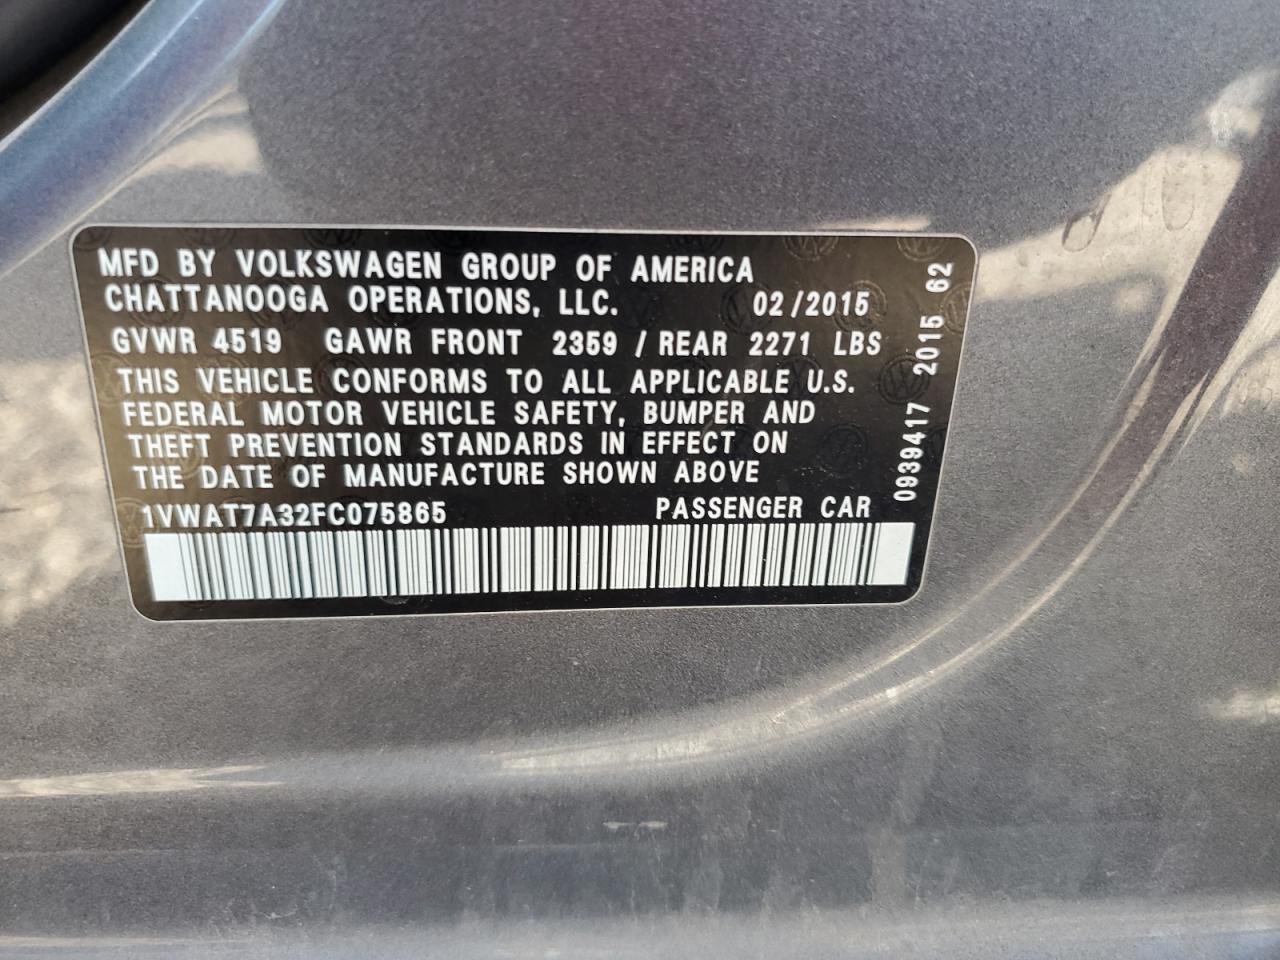 MFD BY VOLKSWAGEN GROUP OF AMERICA
CHATTANOOGA OPERATIONS, LLC. 02/2015
GVWR 4519 GAWR FRONT 2359 / REAR 2271 LBS
THIS VEHICLE CONFORMS TO ALL APPLICABLE U.S.
FEDERAL MOTOR VEHICLE SAFETY, BUMPER AND
THEFT PREVENTION STANDARDS IN EFFECT ON
THE DATE OF MANUFACTURE SHOWN ABOVE
1VWAT7A32FC075865 PASSENGER CAR
0939417 2015 62